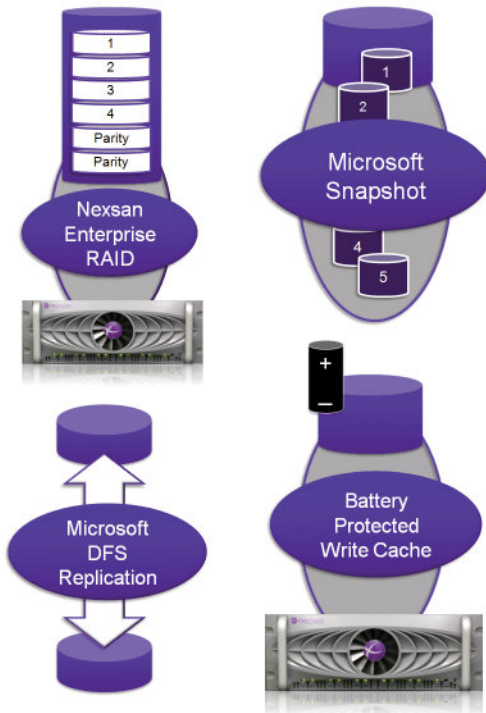 1
2
3
4
Parity
Parity
Nexsan
Enterprise
RAID
1
2
Microsoft
Snapshot
4
5
Microsoft
DFS
Replication
+
–
Battery
Protected
Write Cache